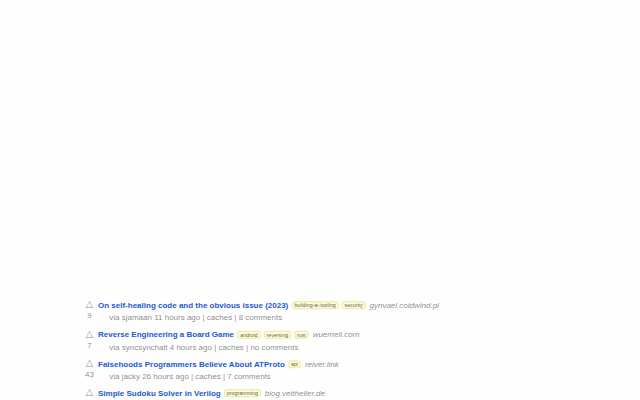 On self-healing code and the obvious issue (2023) security gynvael.coldwind.pl
9 via sjamaan 11 hours ago | caches | 8 comments
Reverse Engineering a Board Game android reversing rust wuerrneil.com
7 via syncsynchalt 4 hours ago | caches | no comments
Falsehoods Programmers Believe About ATProto api reiver.link
43 via jacky 26 hours ago | caches | 7 comments
Simple Sudoku Solver in Verilog programming blog.veitheller.de